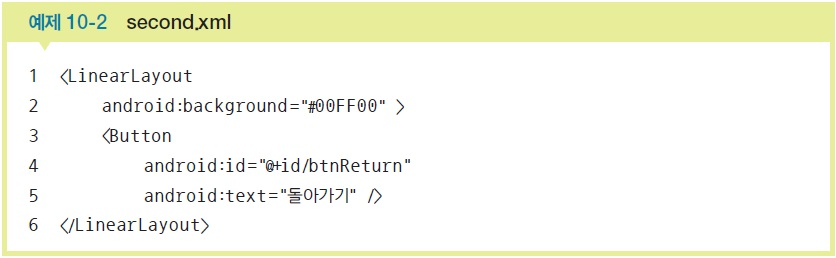 예제 10-2 second.xml
1 <LinearLayout
2 android:background="#00FF00" >
3 <Button
4 android:id="@+id/btnReturn"
5 android:text="돌아가기" />
6 </LinearLayout>